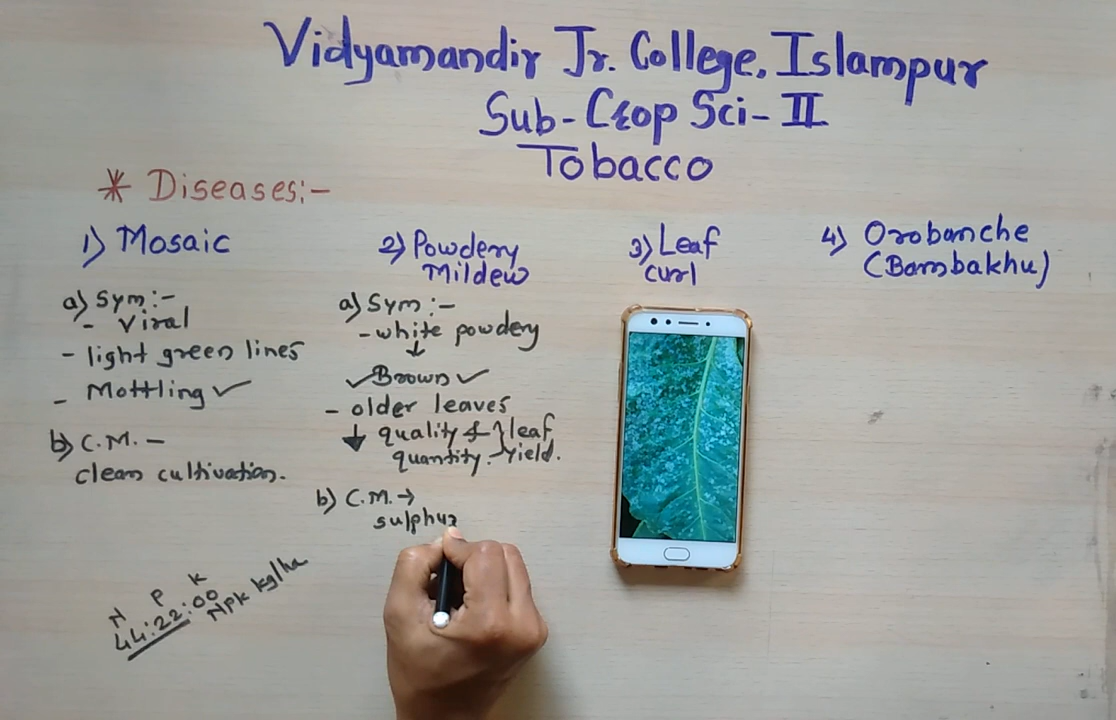 Vidyamandir Jr. College, Islampur
Sub-Crop Sci-II
Tobacco
* Diseases:-
1) Mosaic
a) Sym:-
- Viral
- light green lines
- Mottling ✓
b) C.M. -
clean cultivation.
N P K
44:22:00
NPK kg/ha
2) Powdery
Mildew
a) Sym:-
- white powdery
↓
✓Brown✓
- older leaves
↓ quality & } leaf
quantity. yield.
b) C.M. →
sulphur
3) Leaf
curl
4) Orobanche
(Bambakhu)